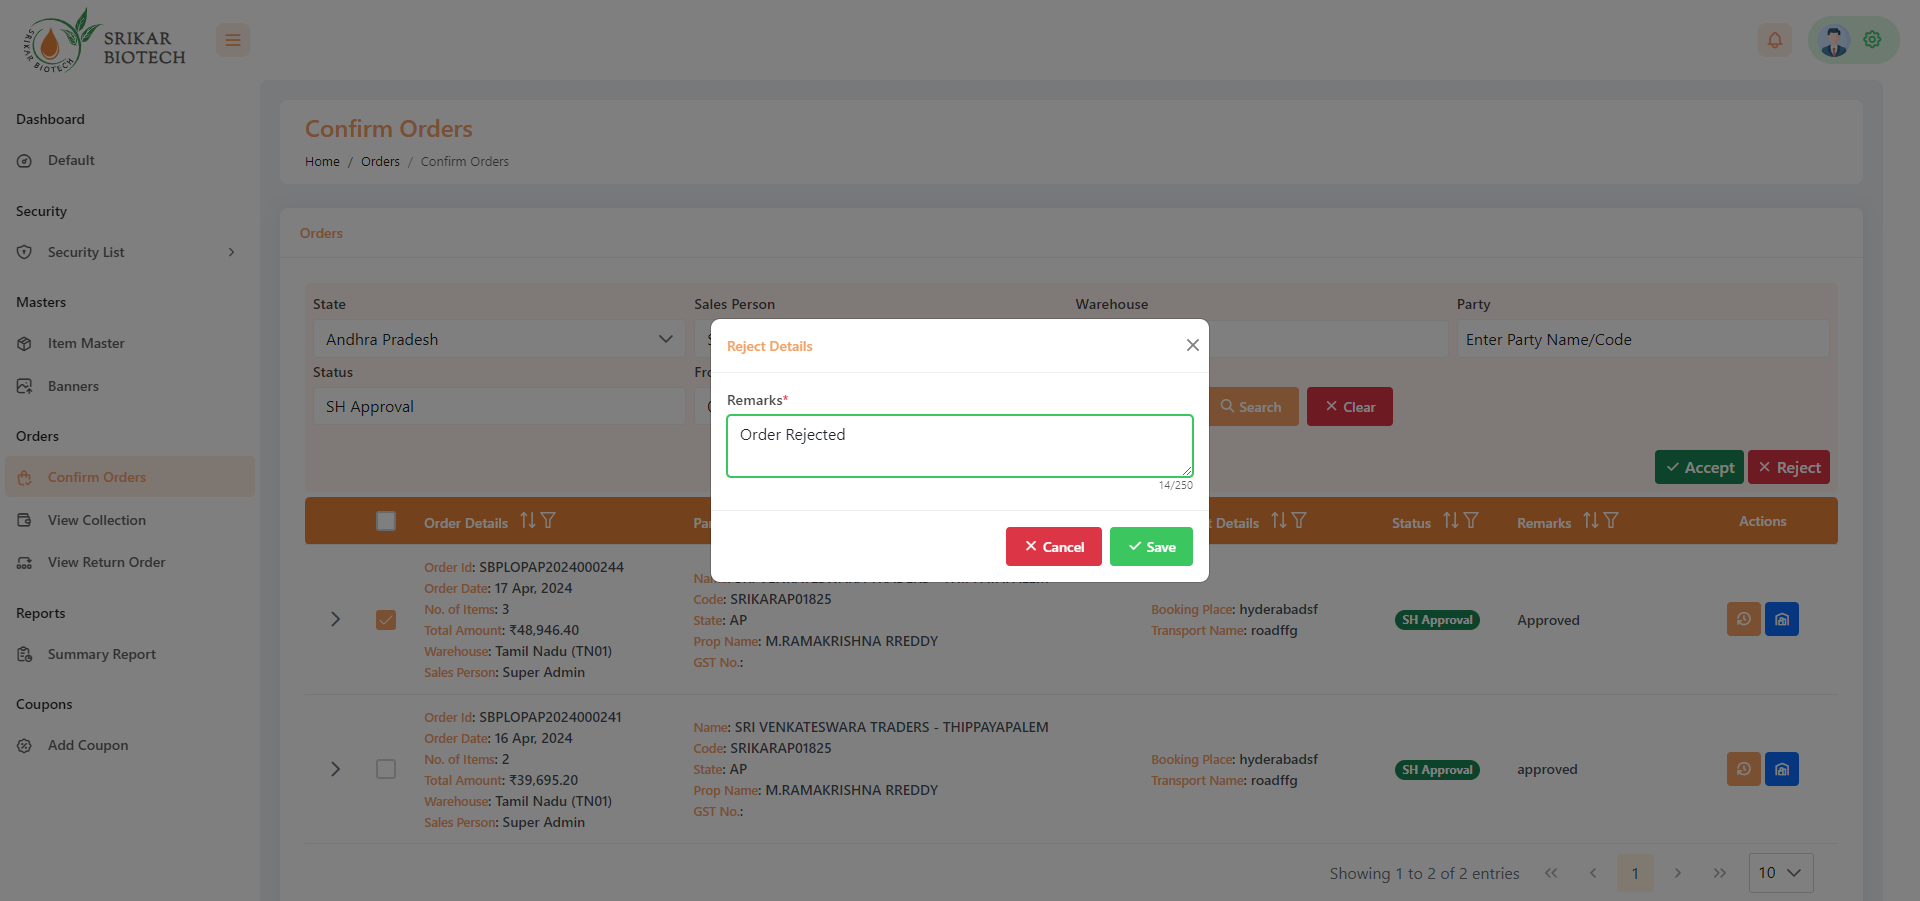 SRIKAR
BIOTECH
SRIKAR BIOTECH
Dashboard
Default
Security
Security List
Masters
Item Master
Banners
Orders
Confirm Orders
View Collection
View Return Order
Reports
Summary Report
Coupons
Add Coupon
Confirm Orders
Home / Orders / Confirm Orders
Orders
State
Sales Person
Warehouse
Party
Andhra Pradesh
Enter Party Name/Code
Status
SH Approval
Search
Clear
Accept
Reject
Reject Details
Remarks*
Order Rejected
14/250
Cancel
Save
Order Details
Details
Status
Remarks
Actions
Order Id: SBPLOPAP2024000244
Order Date: 17 Apr, 2024
No. of Items: 3
Total Amount: ₹48,946.40
Warehouse: Tamil Nadu (TN01)
Sales Person: Super Admin
Code: SRIKARAP01825
State: AP
Prop Name: M.RAMAKRISHNA RREDDY
GST No.:
Booking Place: hyderabadsf
Transport Name: roadffg
SH Approval
Approved
Order Id: SBPLOPAP2024000241
Order Date: 16 Apr, 2024
No. of Items: 2
Total Amount: ₹39,695.20
Warehouse: Tamil Nadu (TN01)
Sales Person: Super Admin
Name: SRI VENKATESWARA TRADERS - THIPPAYAPALEM
Code: SRIKARAP01825
State: AP
Prop Name: M.RAMAKRISHNA RREDDY
GST No.:
Booking Place: hyderabadsf
Transport Name: roadffg
SH Approval
approved
Showing 1 to 2 of 2 entries
1
10